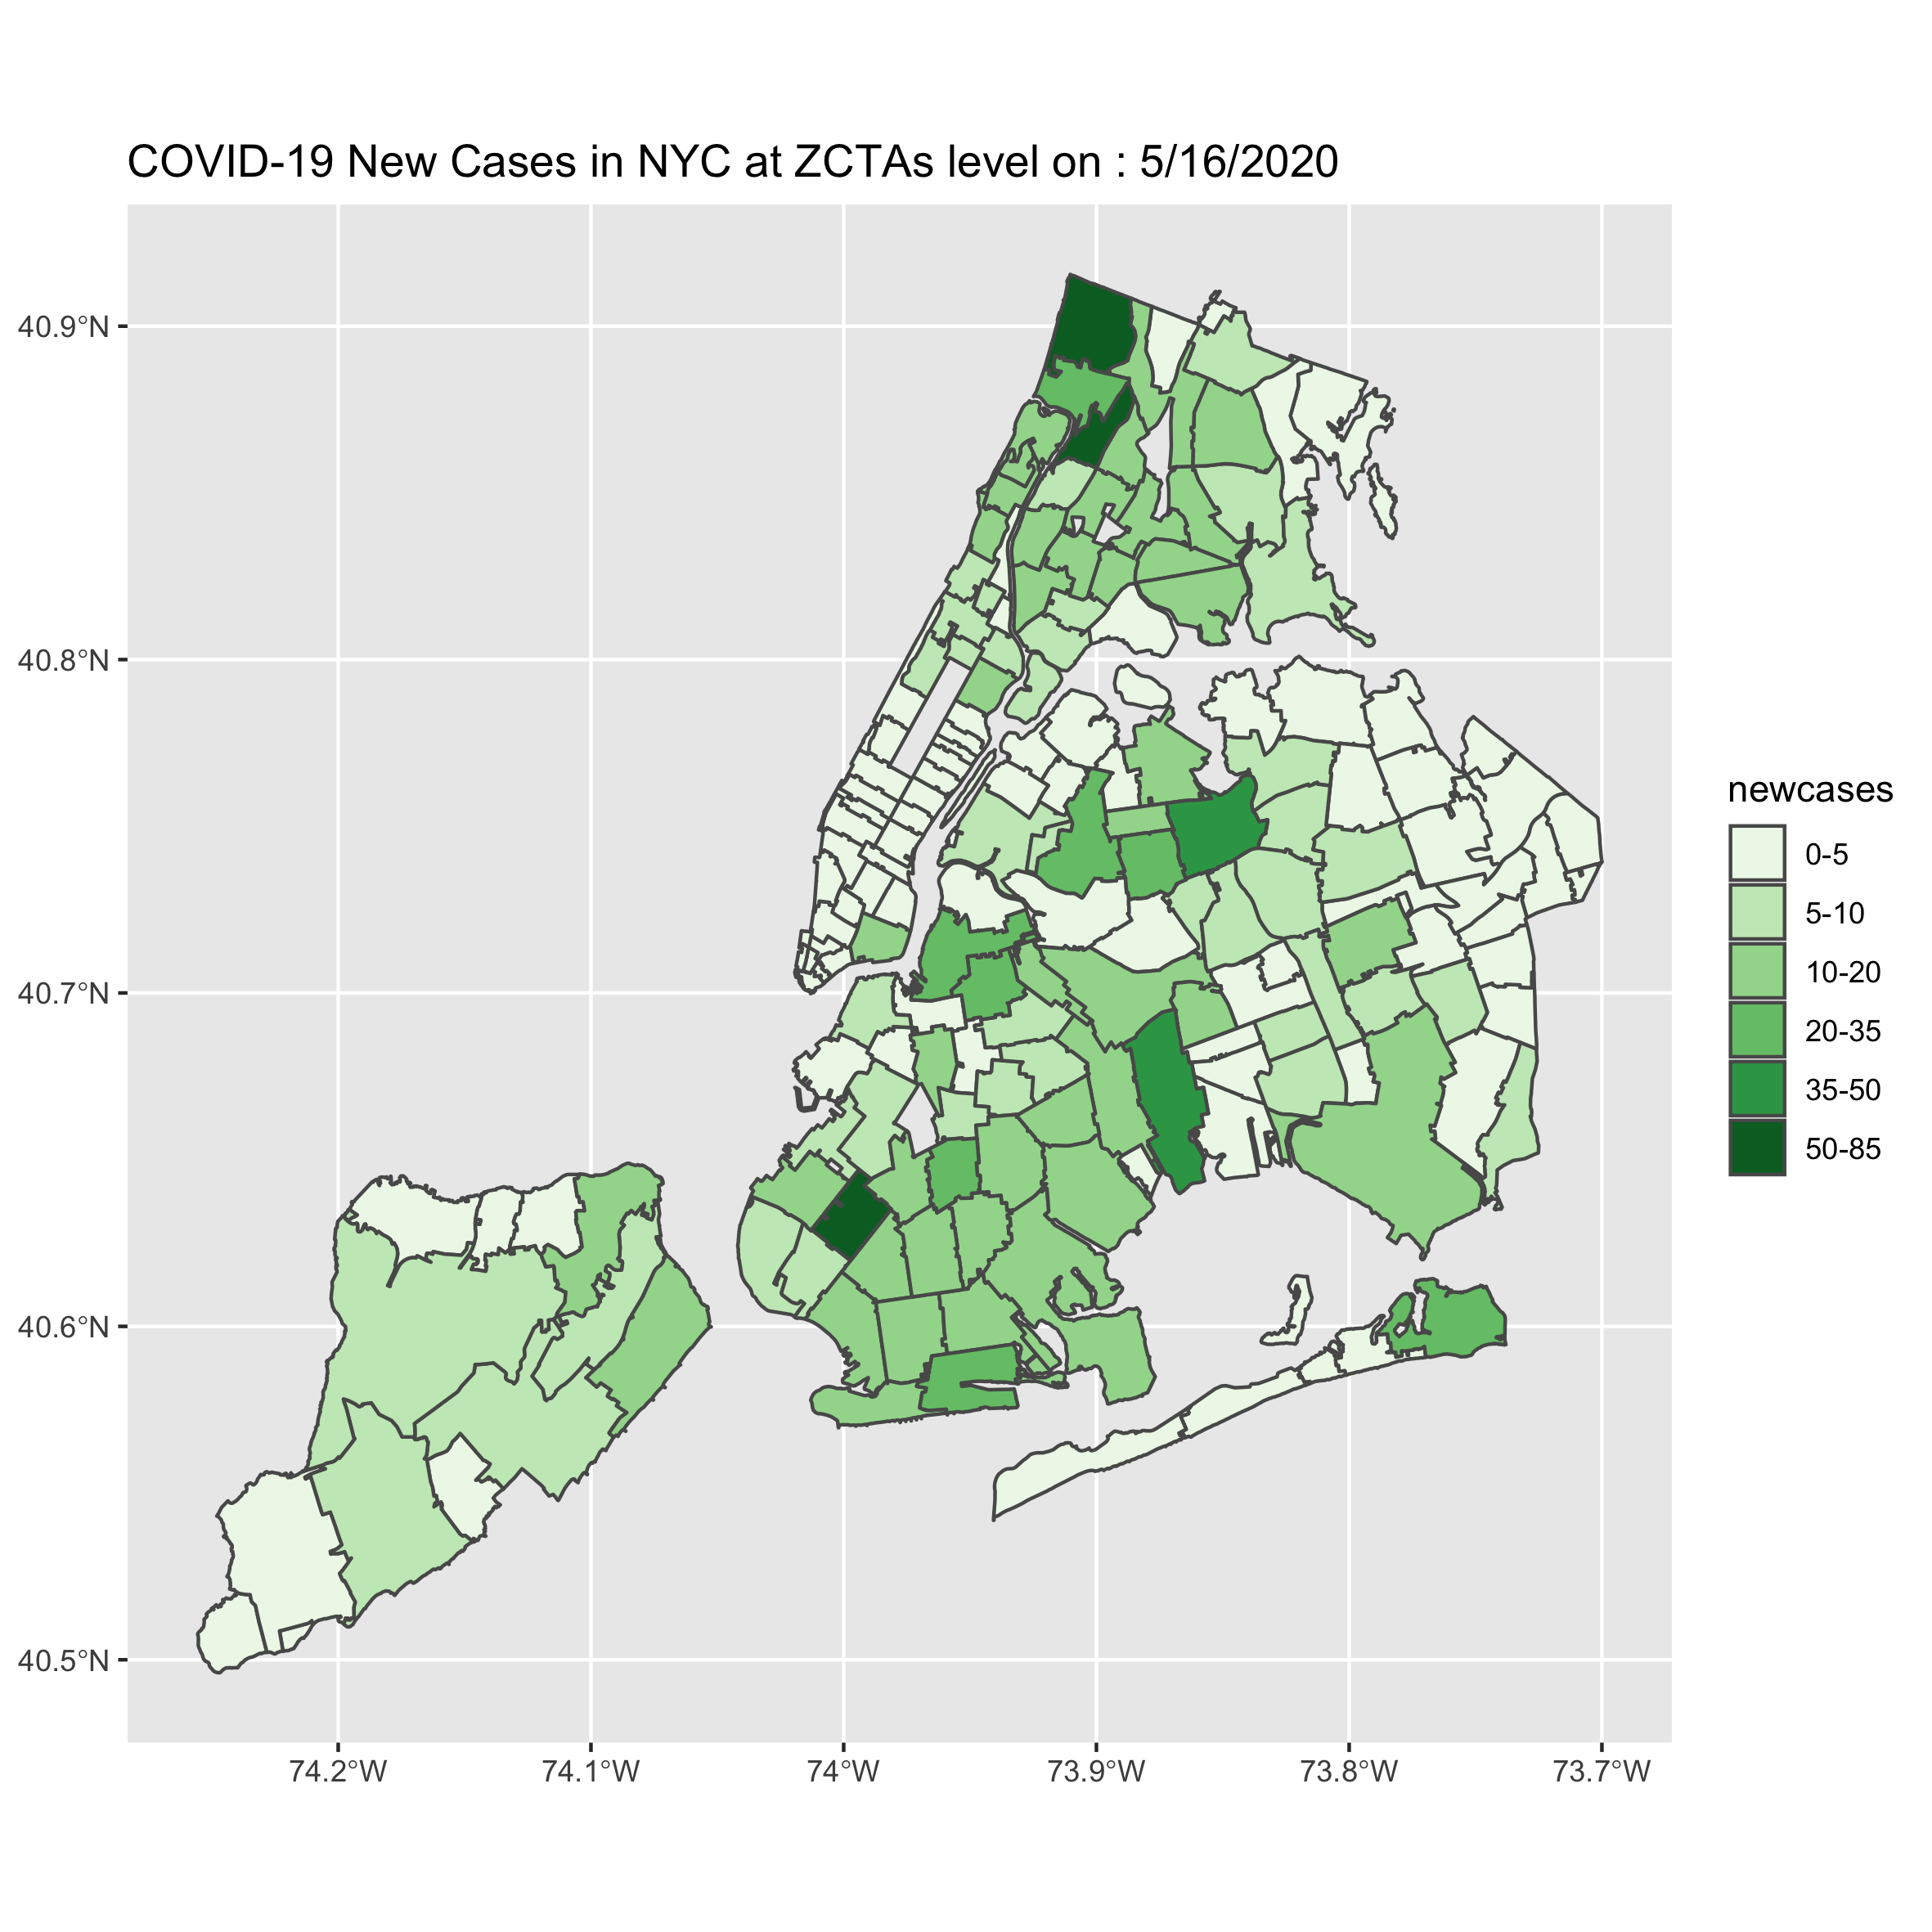 COVID-19 New Cases in NYC at ZCTAs level on : 5/16/2020
40.9°N
40.8°N
40.7°N
40.6°N
40.5°N
74.2°W
74.1°W
74°W
73.9°W
73.8°W
73.7°W
newcases
0-5
5-10
10-20
20-35
35-50
50-85